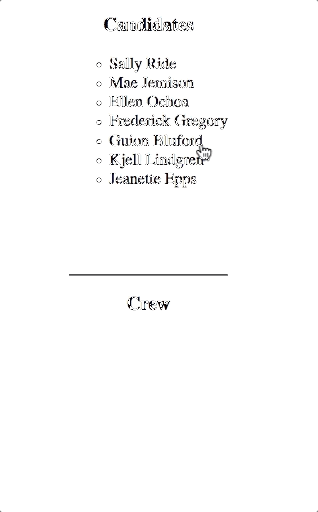 Candidates
Sally Ride
Mae Jemison
Ellen Ochoa
Frederick Gregory
Guion Bluford
Kjell Lindgren
Jeanette Epps
Crew